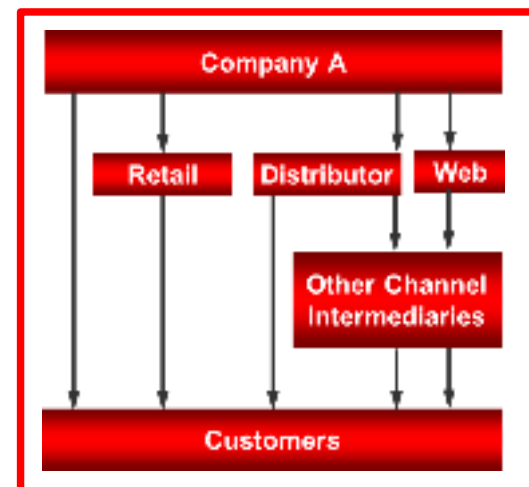 Company A
Retail
Distributor
Web
Other Channel
Intermediaries
Customers